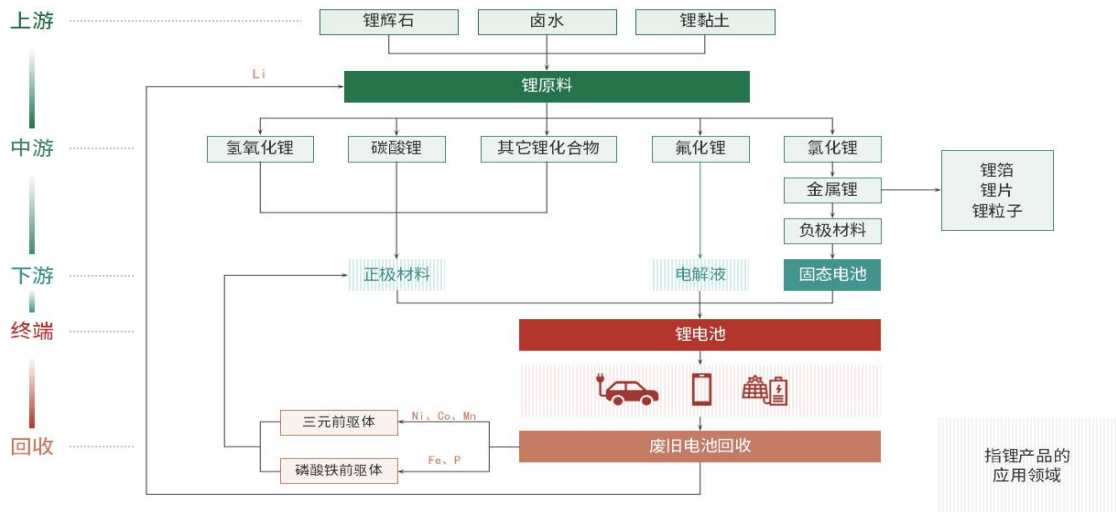 上游
锂辉石
卤水
锂黏土
Li
锂原料
中游
氢氧化锂
碳酸锂
其它锂化合物
氟化锂
氯化锂
金属锂
锂箔
锂片
锂粒子
负极材料
下游
正极材料
电解液
固态电池
终端
锂电池
三元前驱体
Ni、Co、Mn
回收
废旧电池回收
磷酸铁前驱体
Fe、P
指锂产品的
应用领域